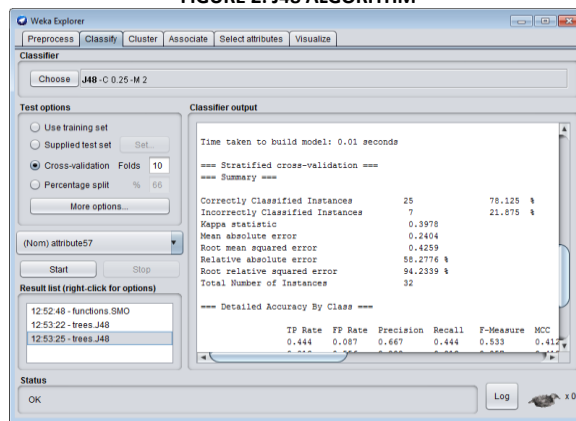 FIGURE 2: J48 ALGORITHM
Weka Explorer
Preprocess Classify Cluster Associate Select attributes Visualize
Classifier
Choose J48 -C 0.25 -M 2
Test options
Use training set
Supplied test set Set...
Cross-validation Folds 10
Percentage split % 66
More options...
(Nom) attribute57
Start Stop
Result list (right-click for options)
12:52:48 - functions.SMO
12:53:22 - trees.J48
12:53:25 - trees.J48
Classifier output
Time taken to build model: 0.01 seconds
=== Stratified cross-validation ===
=== Summary ===
Correctly Classified Instances 25 78.125 %
Incorrectly Classified Instances 7 21.875 %
Kappa statistic 0.3978
Mean absolute error 0.2404
Root mean squared error 0.4259
Relative absolute error 58.2776 %
Root relative squared error 94.2339 %
Total Number of Instances 32
=== Detailed Accuracy By Class ===
TP Rate FP Rate Precision Recall F-Measure MCC
0.444 0.087 0.667 0.444 0.533 0.412
Status
OK
Log x 0